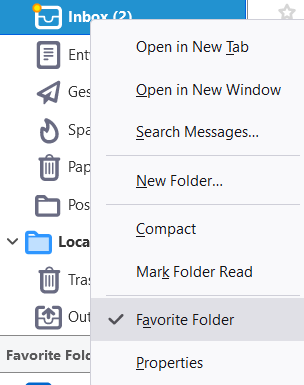 Inbox (2)
Open in New Tab
Ent
Ges
Open in New Window
Spa
Search Messages...
Pap
New Folder...
Pos
Compact
Loca
Mark Folder Read
Tras
Out
Favorite Folder
Favorite Fold
Properties